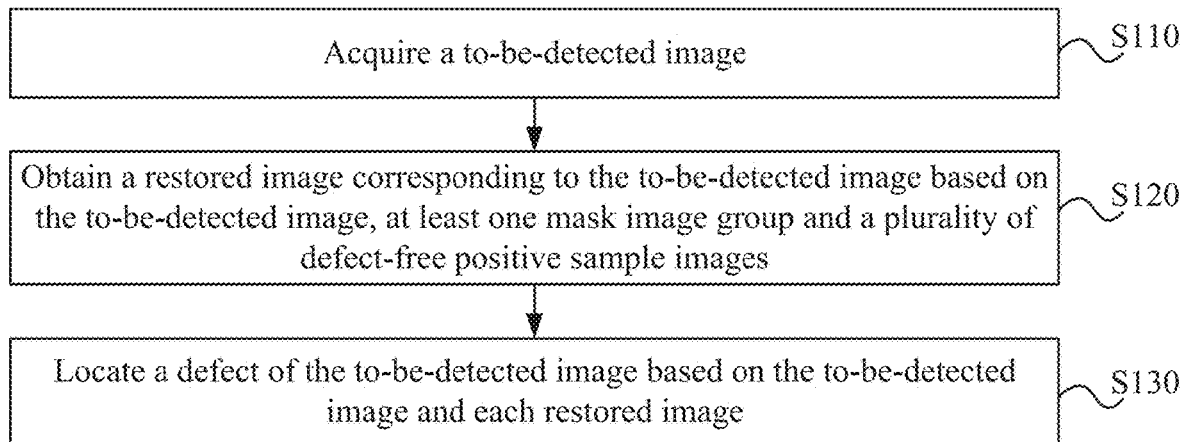 Acquire a to-be-detected image
S110
Obtain a restored image corresponding to the to-be-detected image based on
the to-be-detected image, at least one mask image group and a plurality of
defect-free positive sample images
S120
Locate a defect of the to-be-detected image based on the to-be-detected
image and each restored image
S130